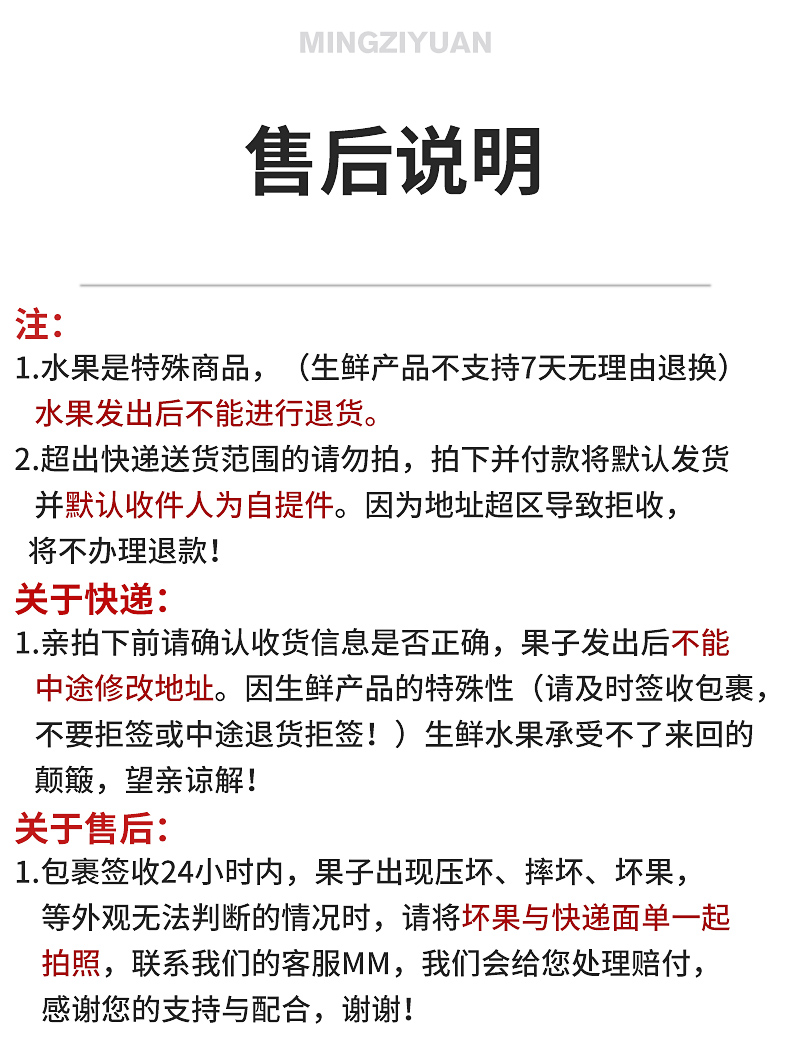 MINGZIYUAN
售后说明
注：
1.水果是特殊商品，（生鲜产品不支持7天无理由退换）
水果发出后不能进行退货。
2.超出快递送货范围的请勿拍，拍下并付款将默认发货
并默认收件人为自提件。因为地址超区导致拒收，
将不办理退款！
关于快递：
1.亲拍下前请确认收货信息是否正确，果子发出后不能
中途修改地址。因生鲜产品的特殊性（请及时签收包裹，
不要拒签或中途退货拒签！）生鲜水果承受不了来回的
颠簸，望亲谅解！
关于售后：
1.包裹签收24小时内，果子出现压坏、摔坏、坏果，
等外观无法判断的情况时，请将坏果与快递面单一起
拍照，联系我们的客服MM，我们会给您处理赔付，
感谢您的支持与配合，谢谢！